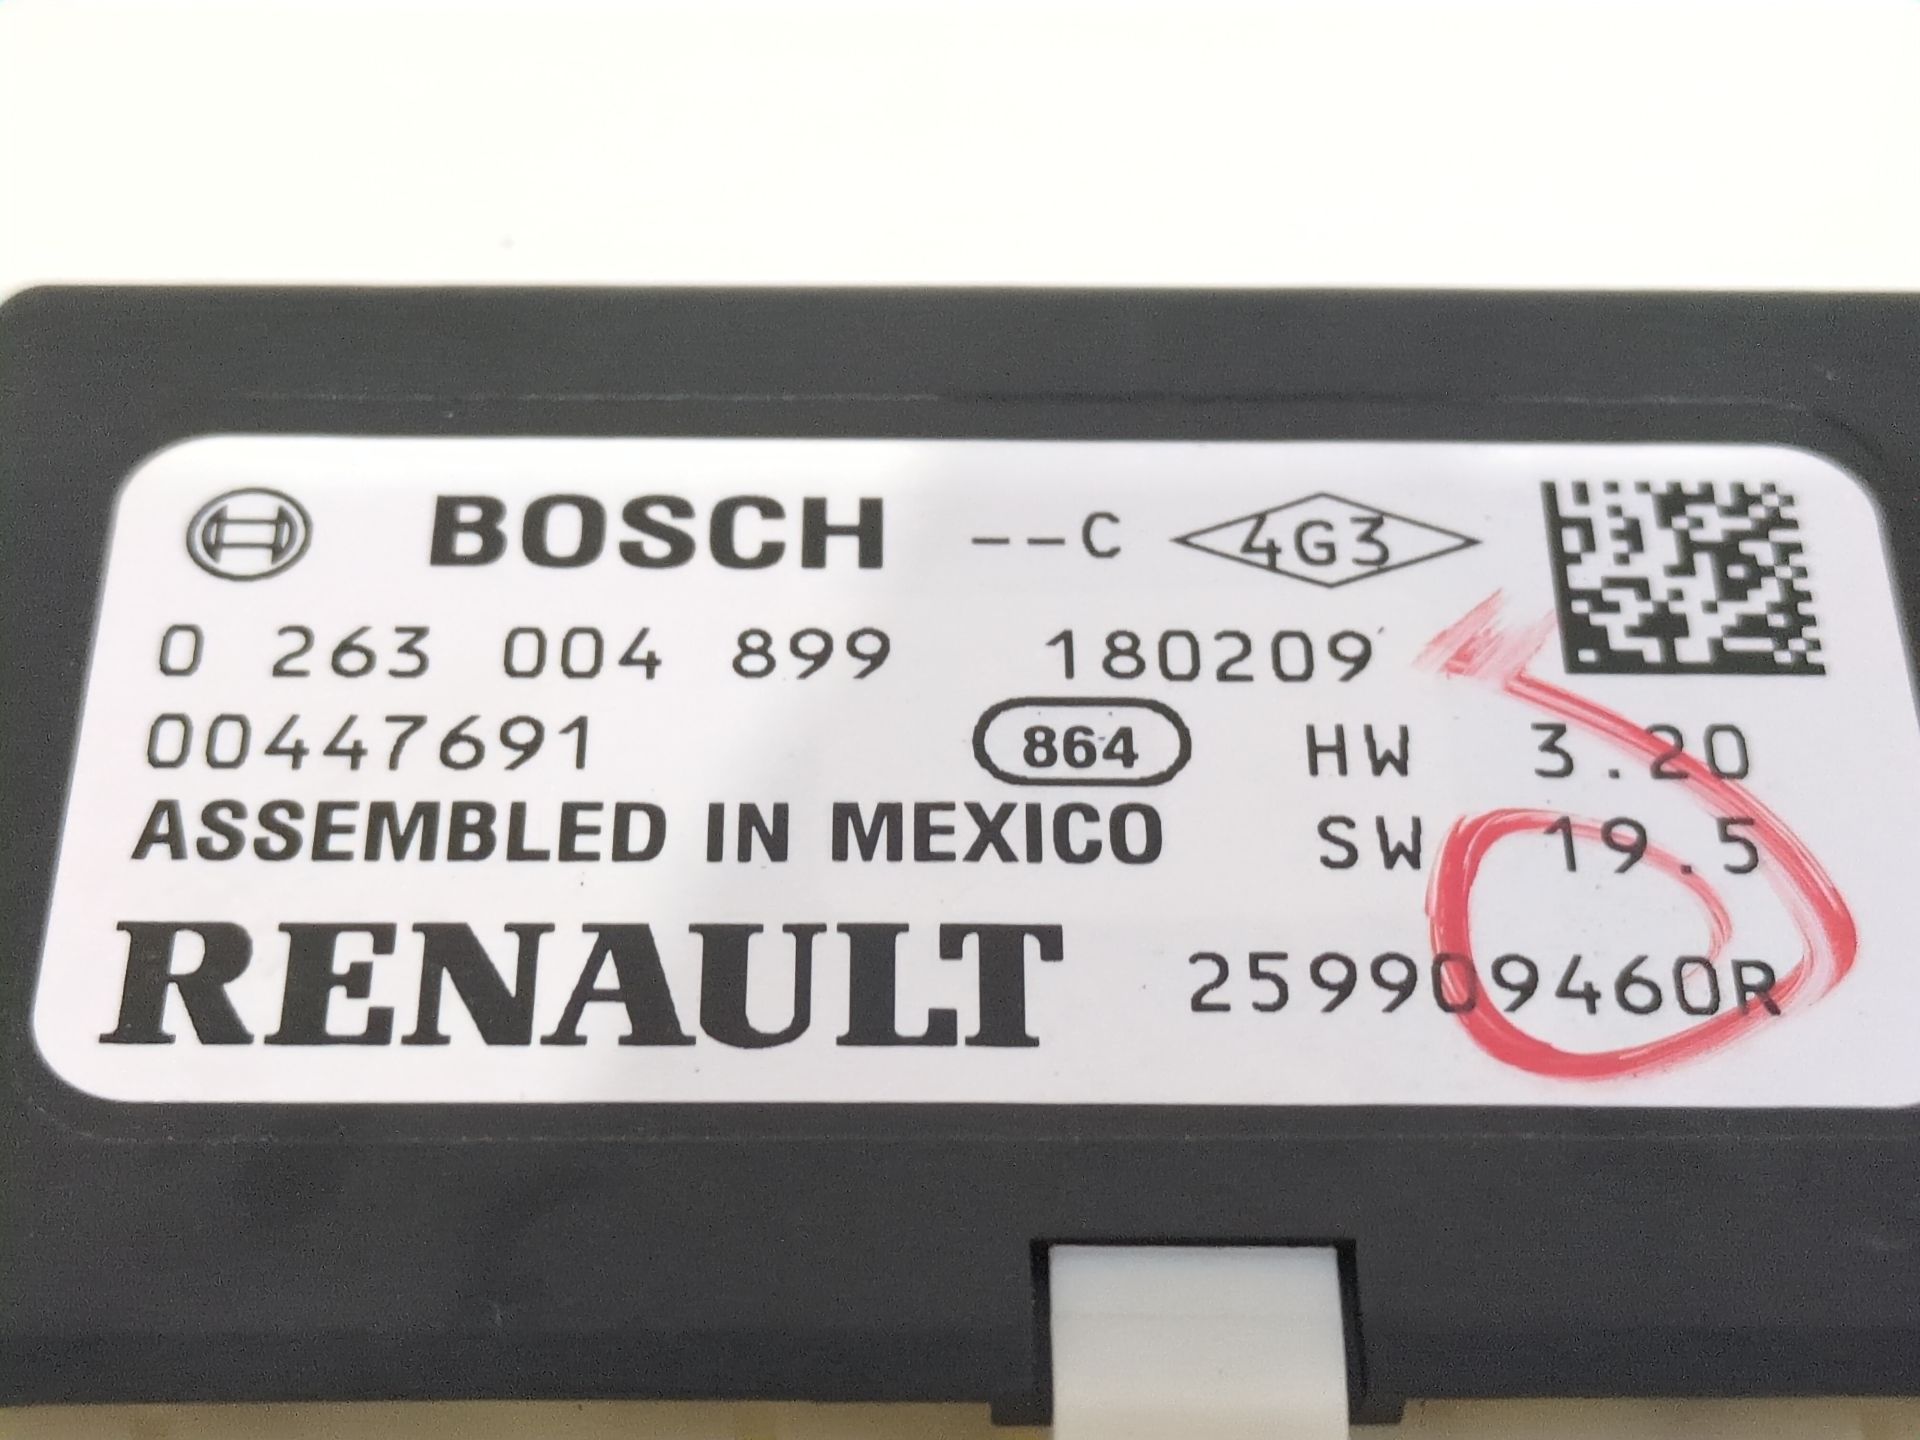 BOSCH --C 4G3
0 263 004 899 180209
00447691 864 HW 3.20
ASSEMBLED IN MEXICO SW 19.5
RENAULT 259909460R